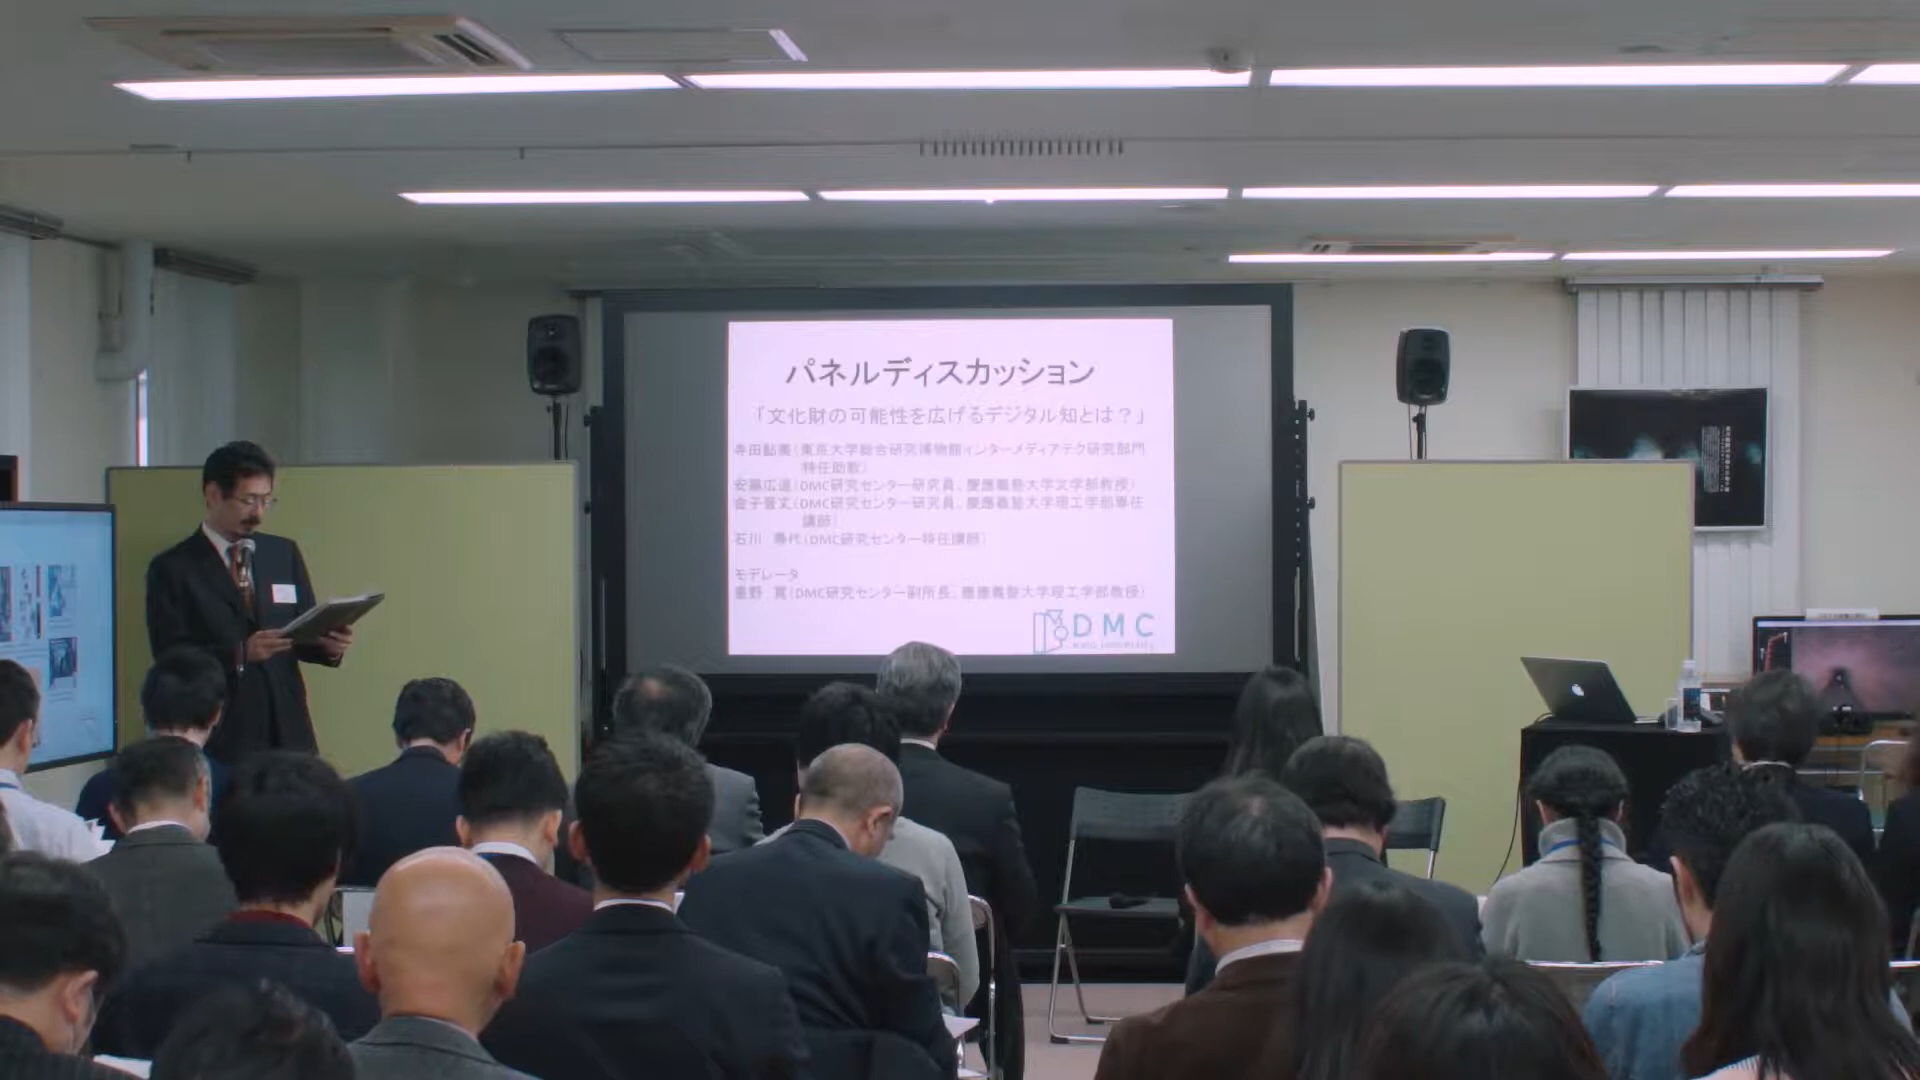 パネルディスカッション
「文化財の可能性を広げるデジタル知とは？」
寺田鮎美（東京大学総合研究博物館インターメディアテク研究部門
特任助教）
安藤広道（DMC研究センター研究員、慶應義塾大学文学部教授）
金子晋丈（DMC研究センター研究員、慶應義塾大学理工学部専任
講師）
石川　尋代（DMC研究センター特任講師）
モデレータ
重野　寛（DMC研究センター副所長、慶應義塾大学理工学部教授）
DMC
Keio University